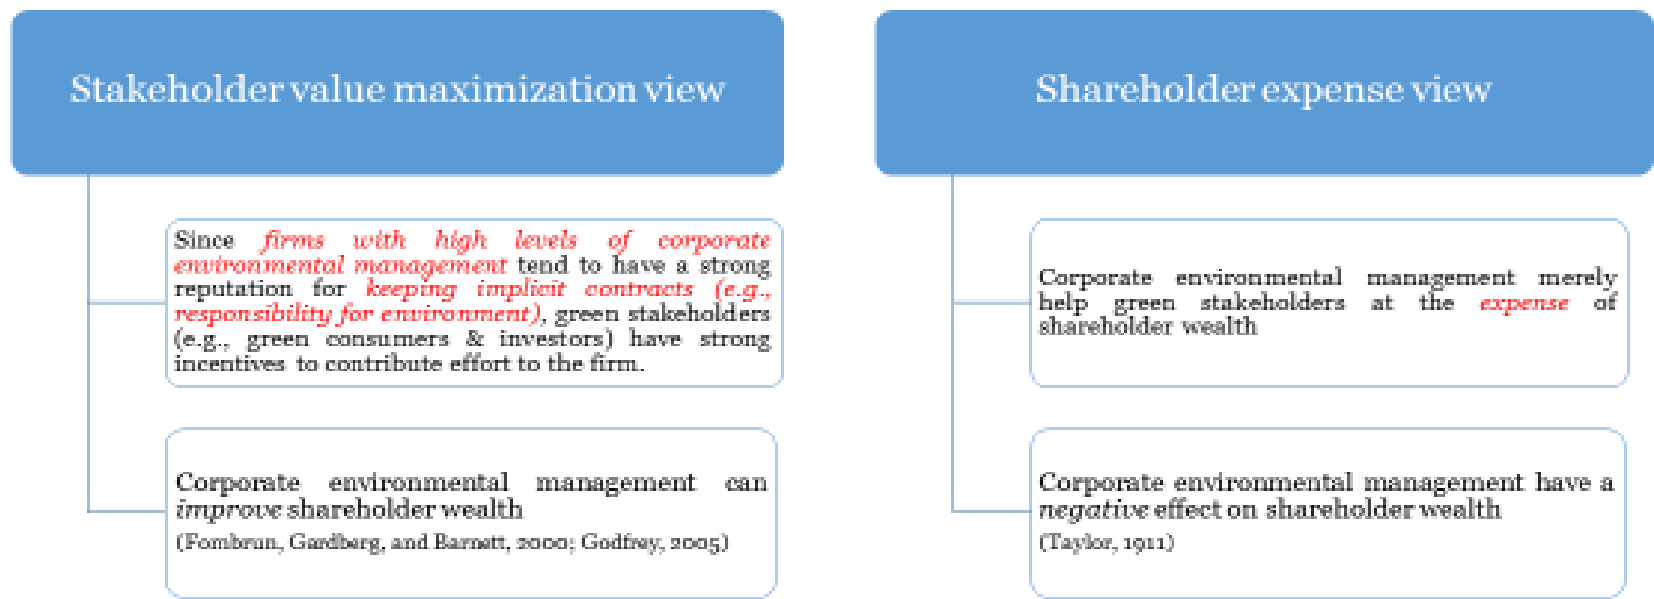 Stakeholder value maximization view
Since firms with high levels of corporate
environmental management tend to have a strong
reputation for keeping implicit contracts (e.g.,
responsibility for environment), green stakeholders
(e.g., green consumers & investors) have strong
incentives to contribute effort to the firm.
Corporate environmental management can
improve shareholder wealth
(Fombrun, Gardberg, and Barnett, 2000; Godfrey, 2005)
Shareholder expense view
Corporate environmental management merely
help green stakeholders at the expense of
shareholder wealth
Corporate environmental management have a
negative effect on shareholder wealth
(Taylor, 1911)